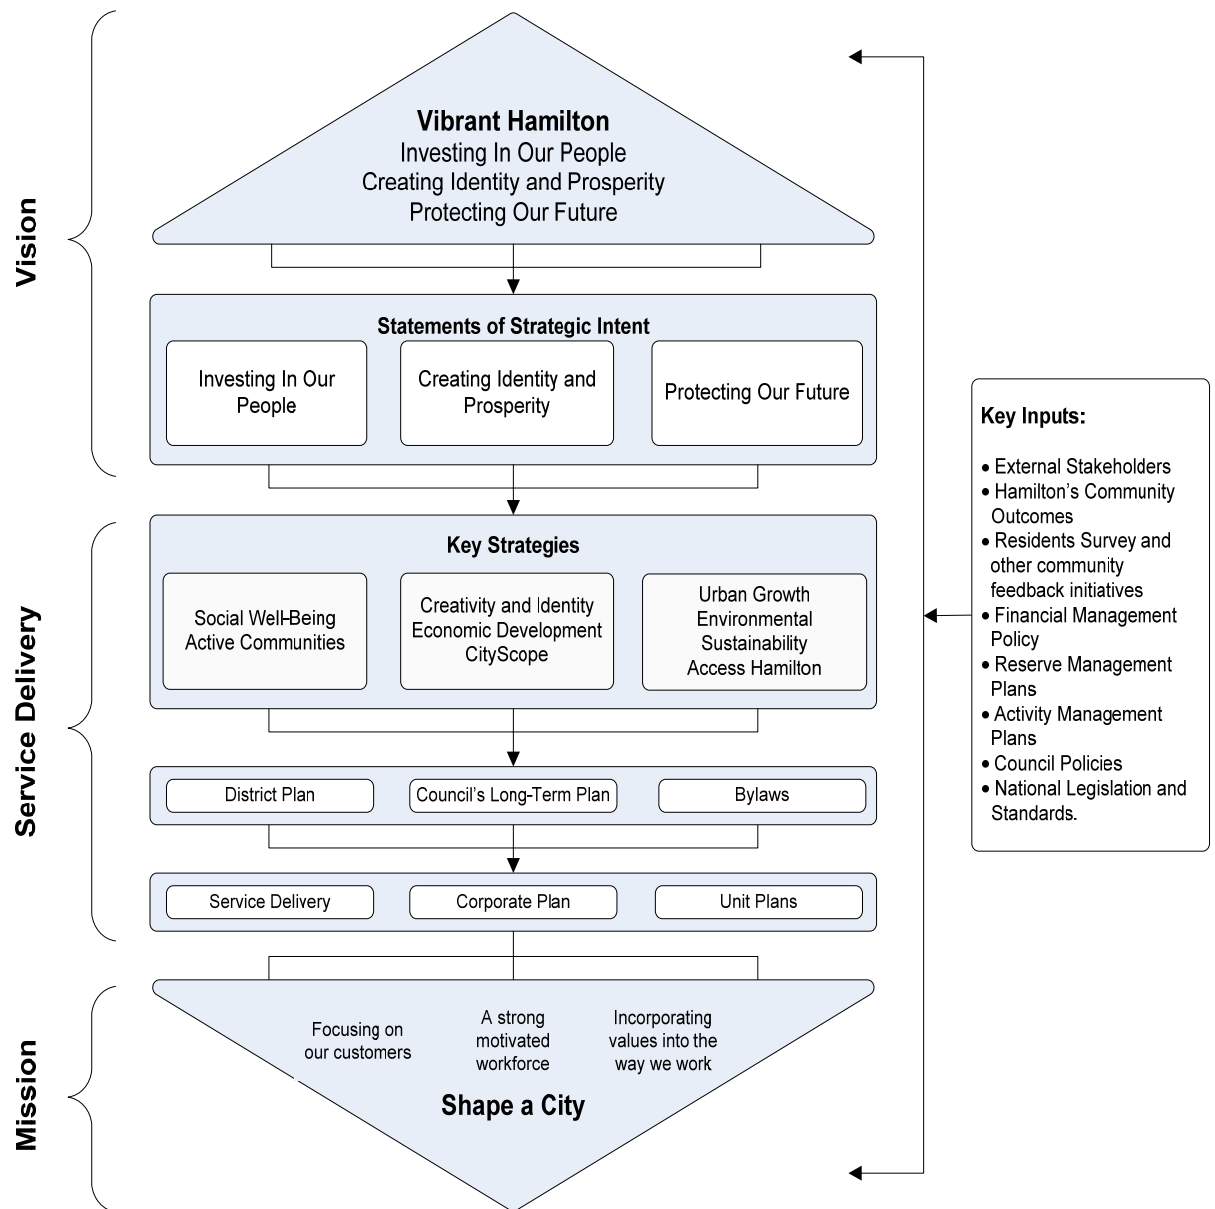 Vision
Vibrant Hamilton
Investing In Our People
Creating Identity and Prosperity
Protecting Our Future
Statements of Strategic Intent
Investing In Our
People
Creating Identity and
Prosperity
Protecting Our Future
Service Delivery
Key Strategies
Social Well-Being
Active Communities
Creativity and Identity
Economic Development
CityScope
Urban Growth
Environmental
Sustainability
Access Hamilton
District Plan
Council's Long-Term Plan
Bylaws
Service Delivery
Corporate Plan
Unit Plans
Mission
Focusing on
our customers
A strong
motivated
workforce
Incorporating
values into the
way we work
Shape a City
Key Inputs:
• External Stakeholders
• Hamilton's Community
Outcomes
• Residents Survey and
other community
feedback initiatives
• Financial Management
Policy
• Reserve Management
Plans
• Activity Management
Plans
• Council Policies
• National Legislation and
Standards.